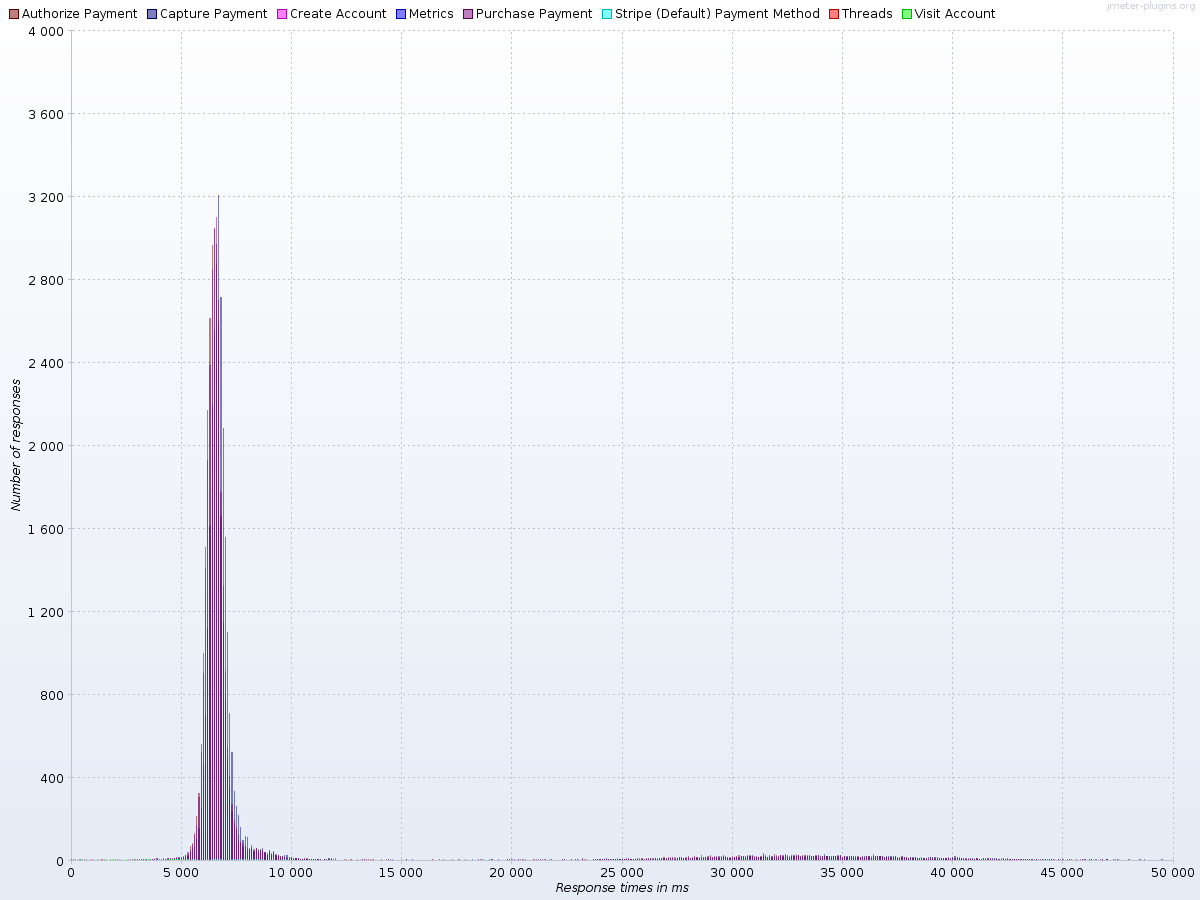 Authorize Payment Capture Payment Create Account Metrics Purchase Payment Stripe (Default) Payment Method Threads Visit Account
jmeter-plugins.org
4 000
3 600
3 200
2 800
2 400
2 000
1 600
1 200
800
400
0
Number of responses
0 5 000 10 000 15 000 20 000 25 000 30 000 35 000 40 000 45 000 50 000
Response times in ms